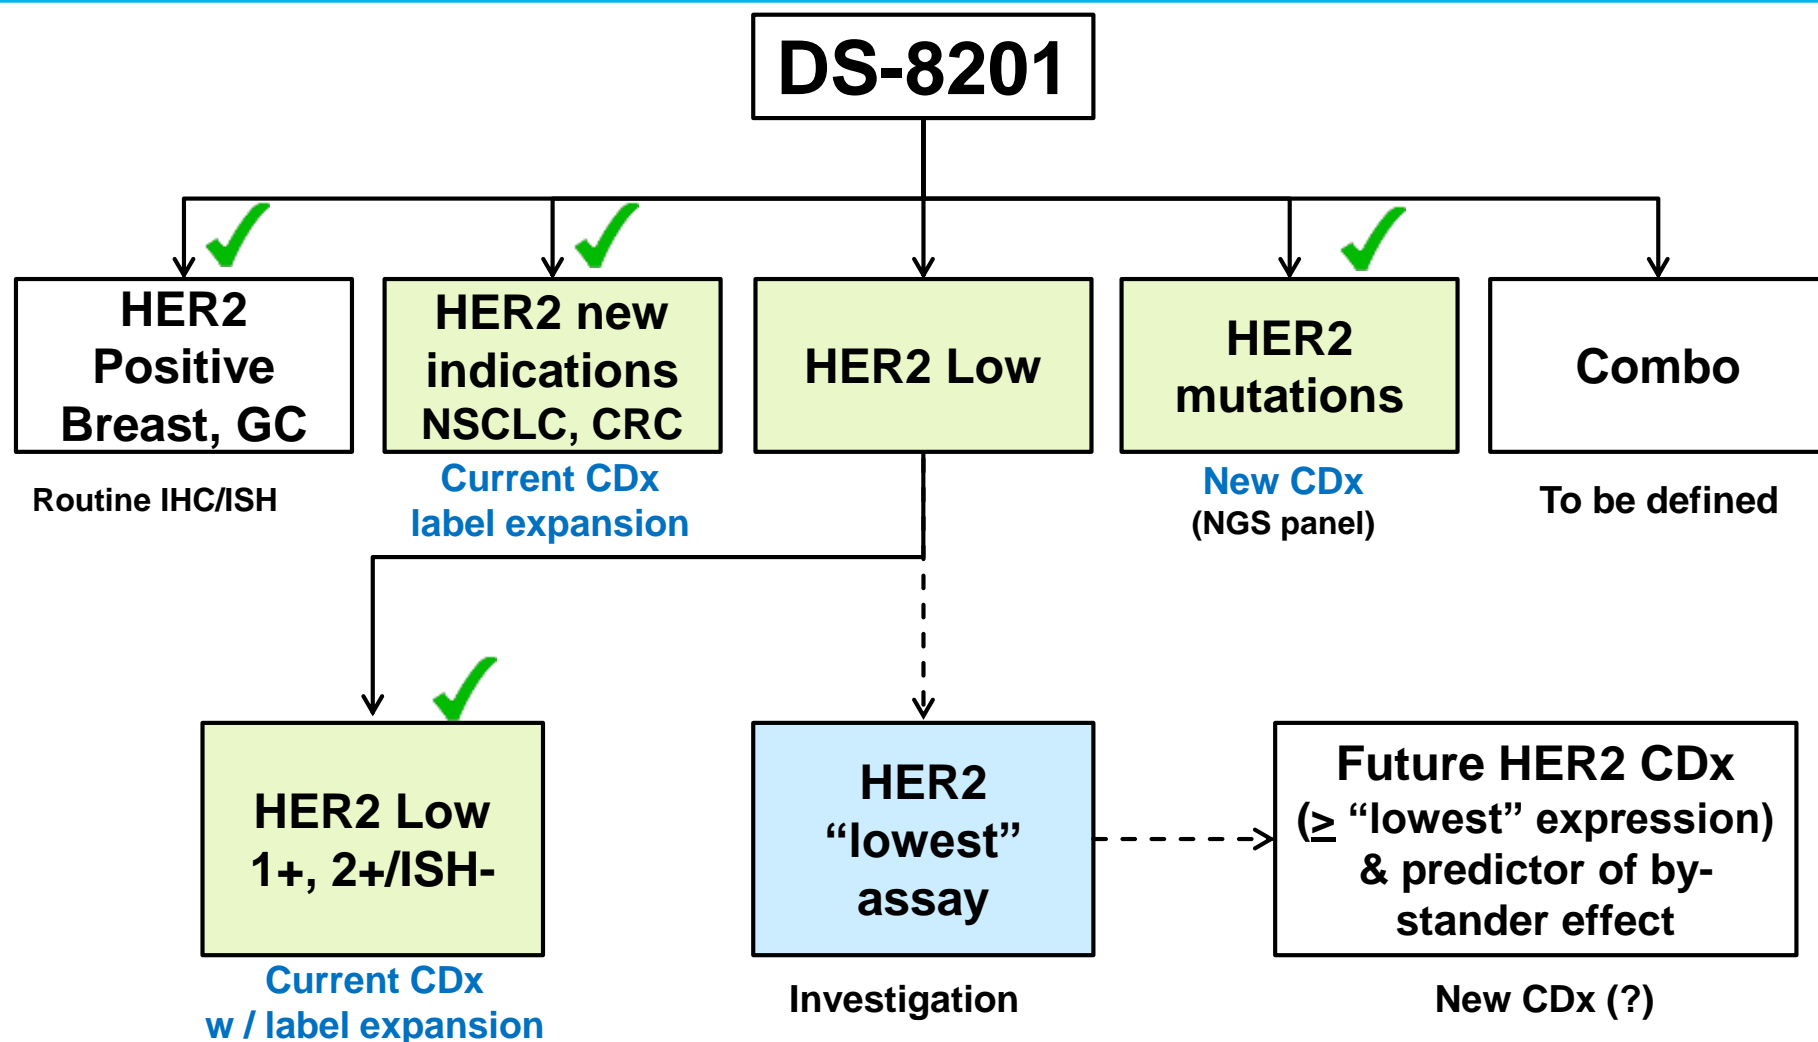 DS-8201
HER2
Positive
Breast, GC
Routine IHC/ISH
HER2 new
indications
NSCLC, CRC
Current CDx
label expansion
HER2 Low
HER2
mutations
New CDx
(NGS panel)
Combo
To be defined
HER2 Low
1+, 2+/ISH-
Current CDx
w / label expansion
HER2
“lowest”
assay
Investigation
Future HER2 CDx
(≥ “lowest” expression)
& predictor of by-
stander effect
New CDx (?)